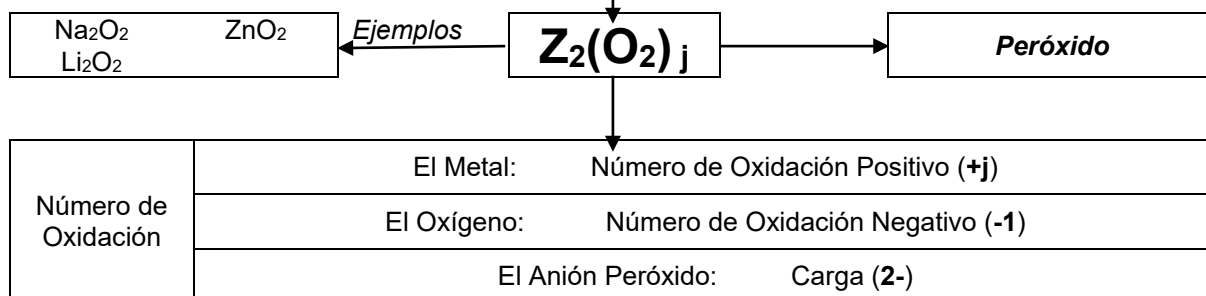 Na₂O₂ ZnO₂
Li₂O₂
Ejemplos
Z₂(O₂) j
Peróxido
Número de
Oxidación
El Metal: Número de Oxidación Positivo (+j)
El Oxígeno: Número de Oxidación Negativo (-1)
El Anión Peróxido: Carga (2-)